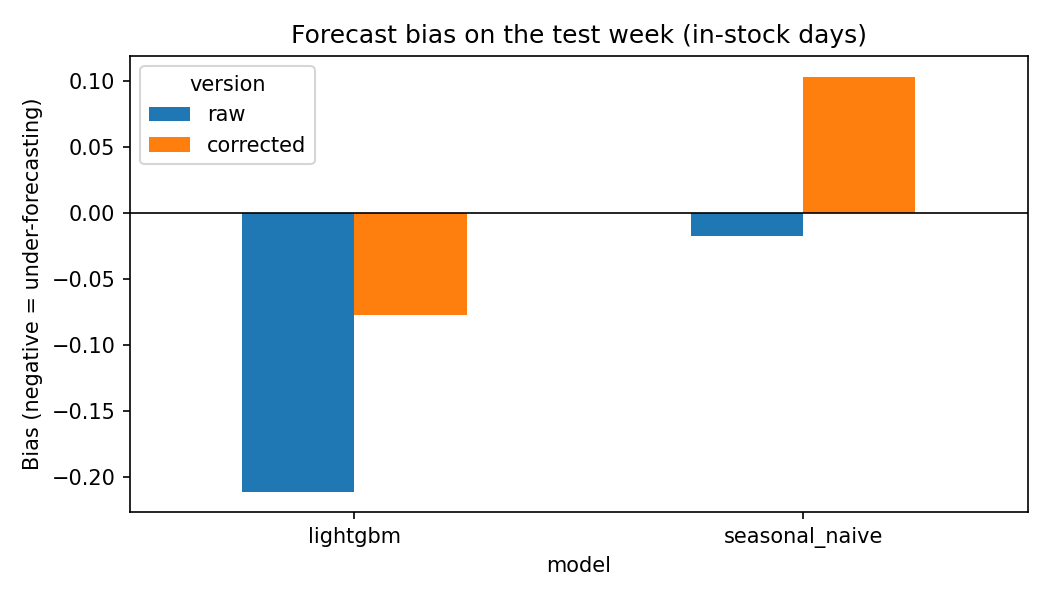 Forecast bias on the test week (in-stock days)
version
raw
corrected
Bias (negative = under-forecasting)
0.10
0.05
0.00
−0.05
−0.10
−0.15
−0.20
lightgbm
seasonal_naive
model